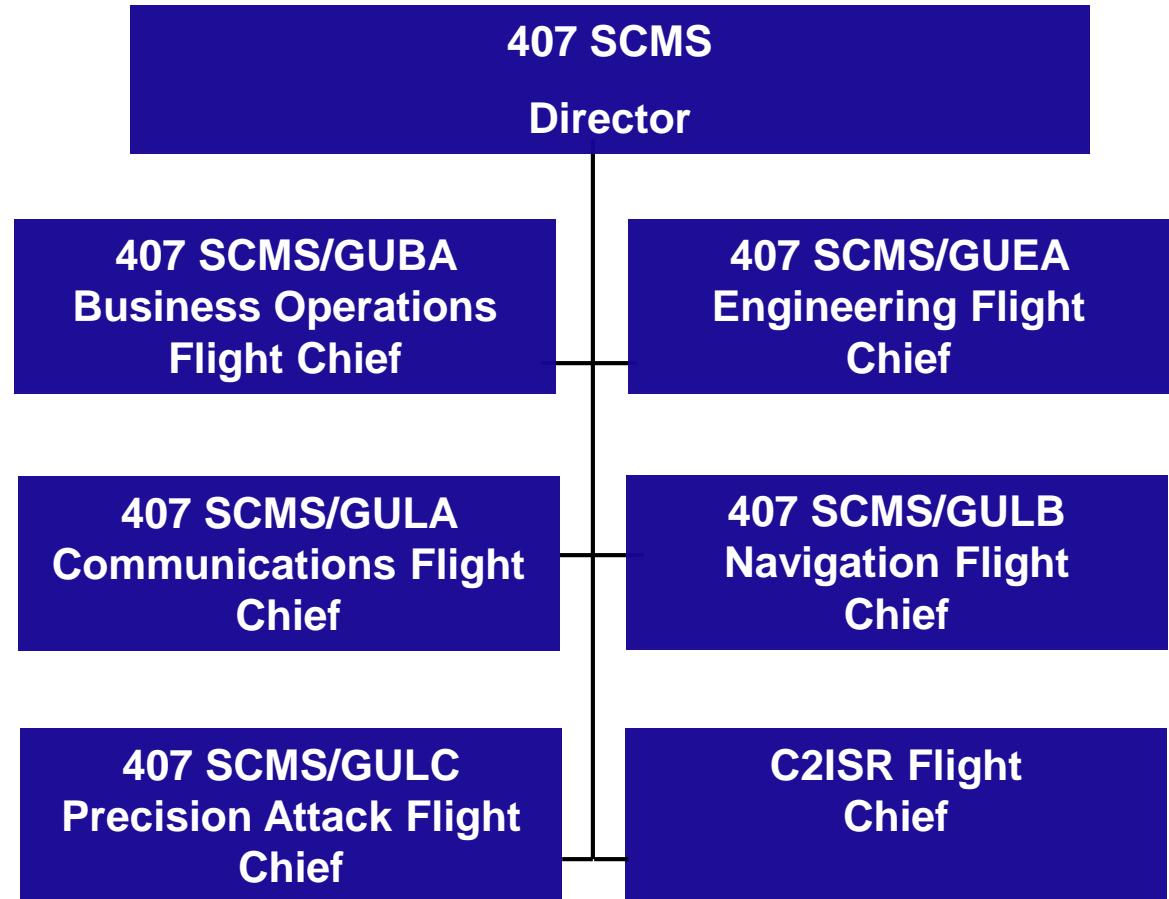 407 SCMS
Director
407 SCMS/GUBA
Business Operations
Flight Chief
407 SCMS/GUEA
Engineering Flight
Chief
407 SCMS/GULA
Communications Flight
Chief
407 SCMS/GULB
Navigation Flight
Chief
407 SCMS/GULC
Precision Attack Flight
Chief
C2ISR Flight
Chief